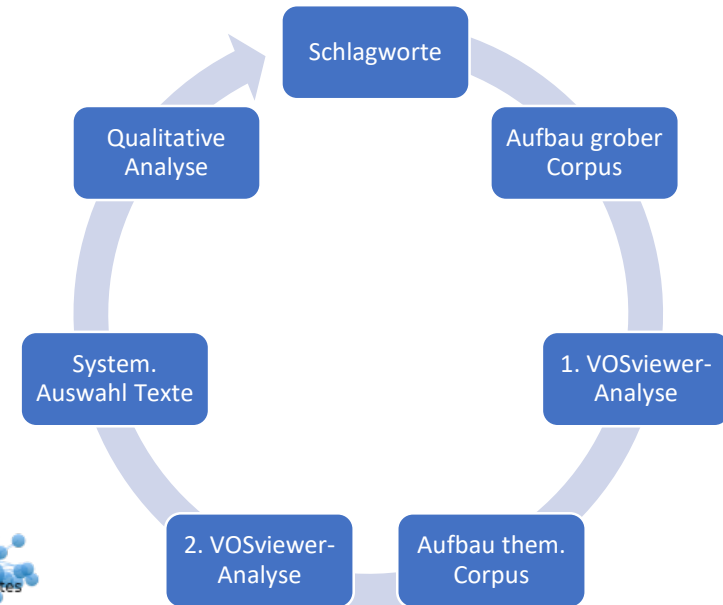 Schlagworte
Aufbau grober
Corpus
1. VOSviewer-
Analyse
Aufbau them.
Corpus
2. VOSviewer-
Analyse
System.
Auswahl Texte
Qualitative
Analyse